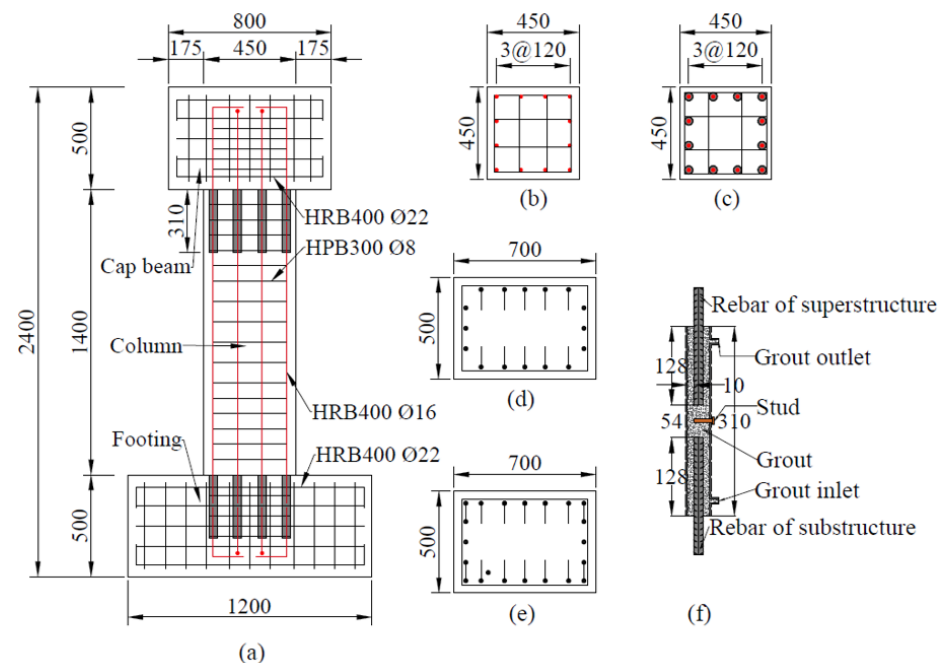 800
175 450 175
2400
500
310
1400
500
HRB400 Ø22
HPB300 Ø8
Cap beam
Column
HRB400 Ø16
Footing
HRB400 Ø22
1200
(a)
450
3@120
450
(b)
450
3@120
450
(c)
700
500
(d)
700
500
(e)
Rebar of superstructure
Grout outlet
128
10
Stud
54
310
Grout
128
Grout inlet
Rebar of substructure
(f)